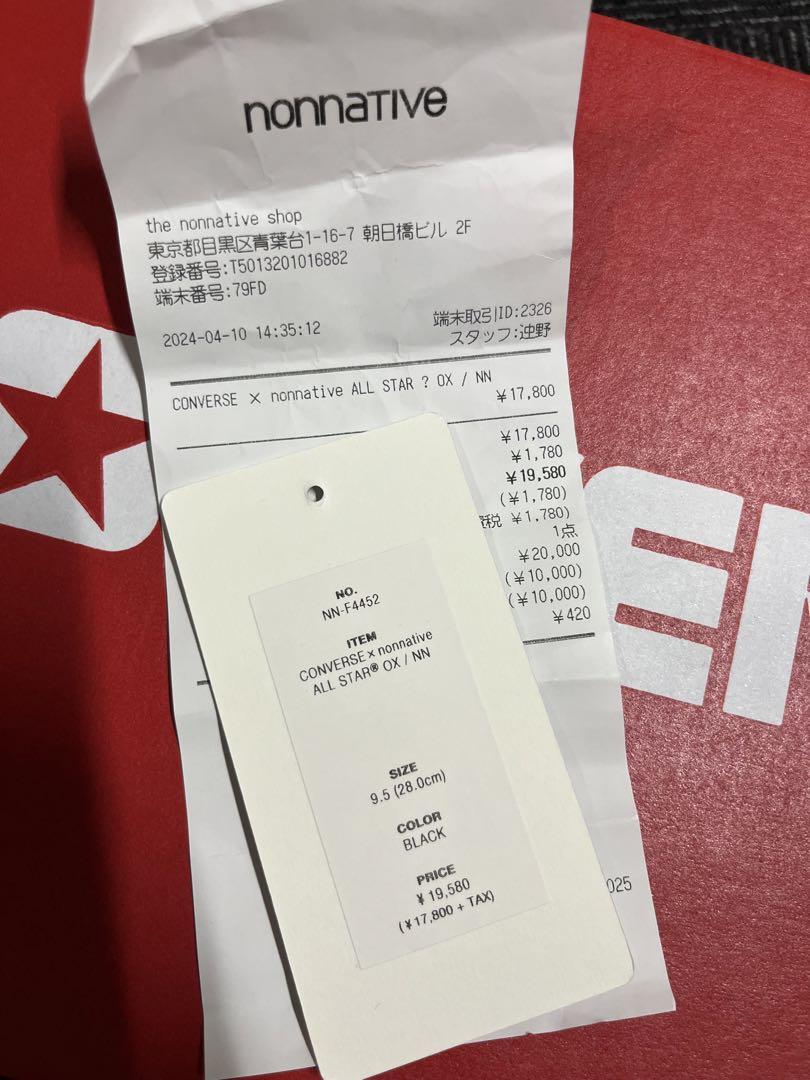 nonnative
the nonnative shop
東京都目黒区青葉台1-16-7 朝日橋ビル 2F
登録番号:T5013201016882
端末番号:79FD
2024-04-10 14:35:12
端末取引ID:2326
スタッフ:迚野
CONVERSE × nonnative ALL STAR ? OX / NN
¥17,800
¥17,800
¥1,780
¥19,580
(¥1,780)
税 ¥1,780)
1点
¥20,000
(¥10,000)
(¥10,000)
¥420
025
NO.
NN-F4452
ITEM
CONVERSE × nonnative
ALL STAR® OX / NN
SIZE
9.5 (28.0cm)
COLOR
BLACK
PRICE
¥ 19,580
(¥17,800 + TAX)